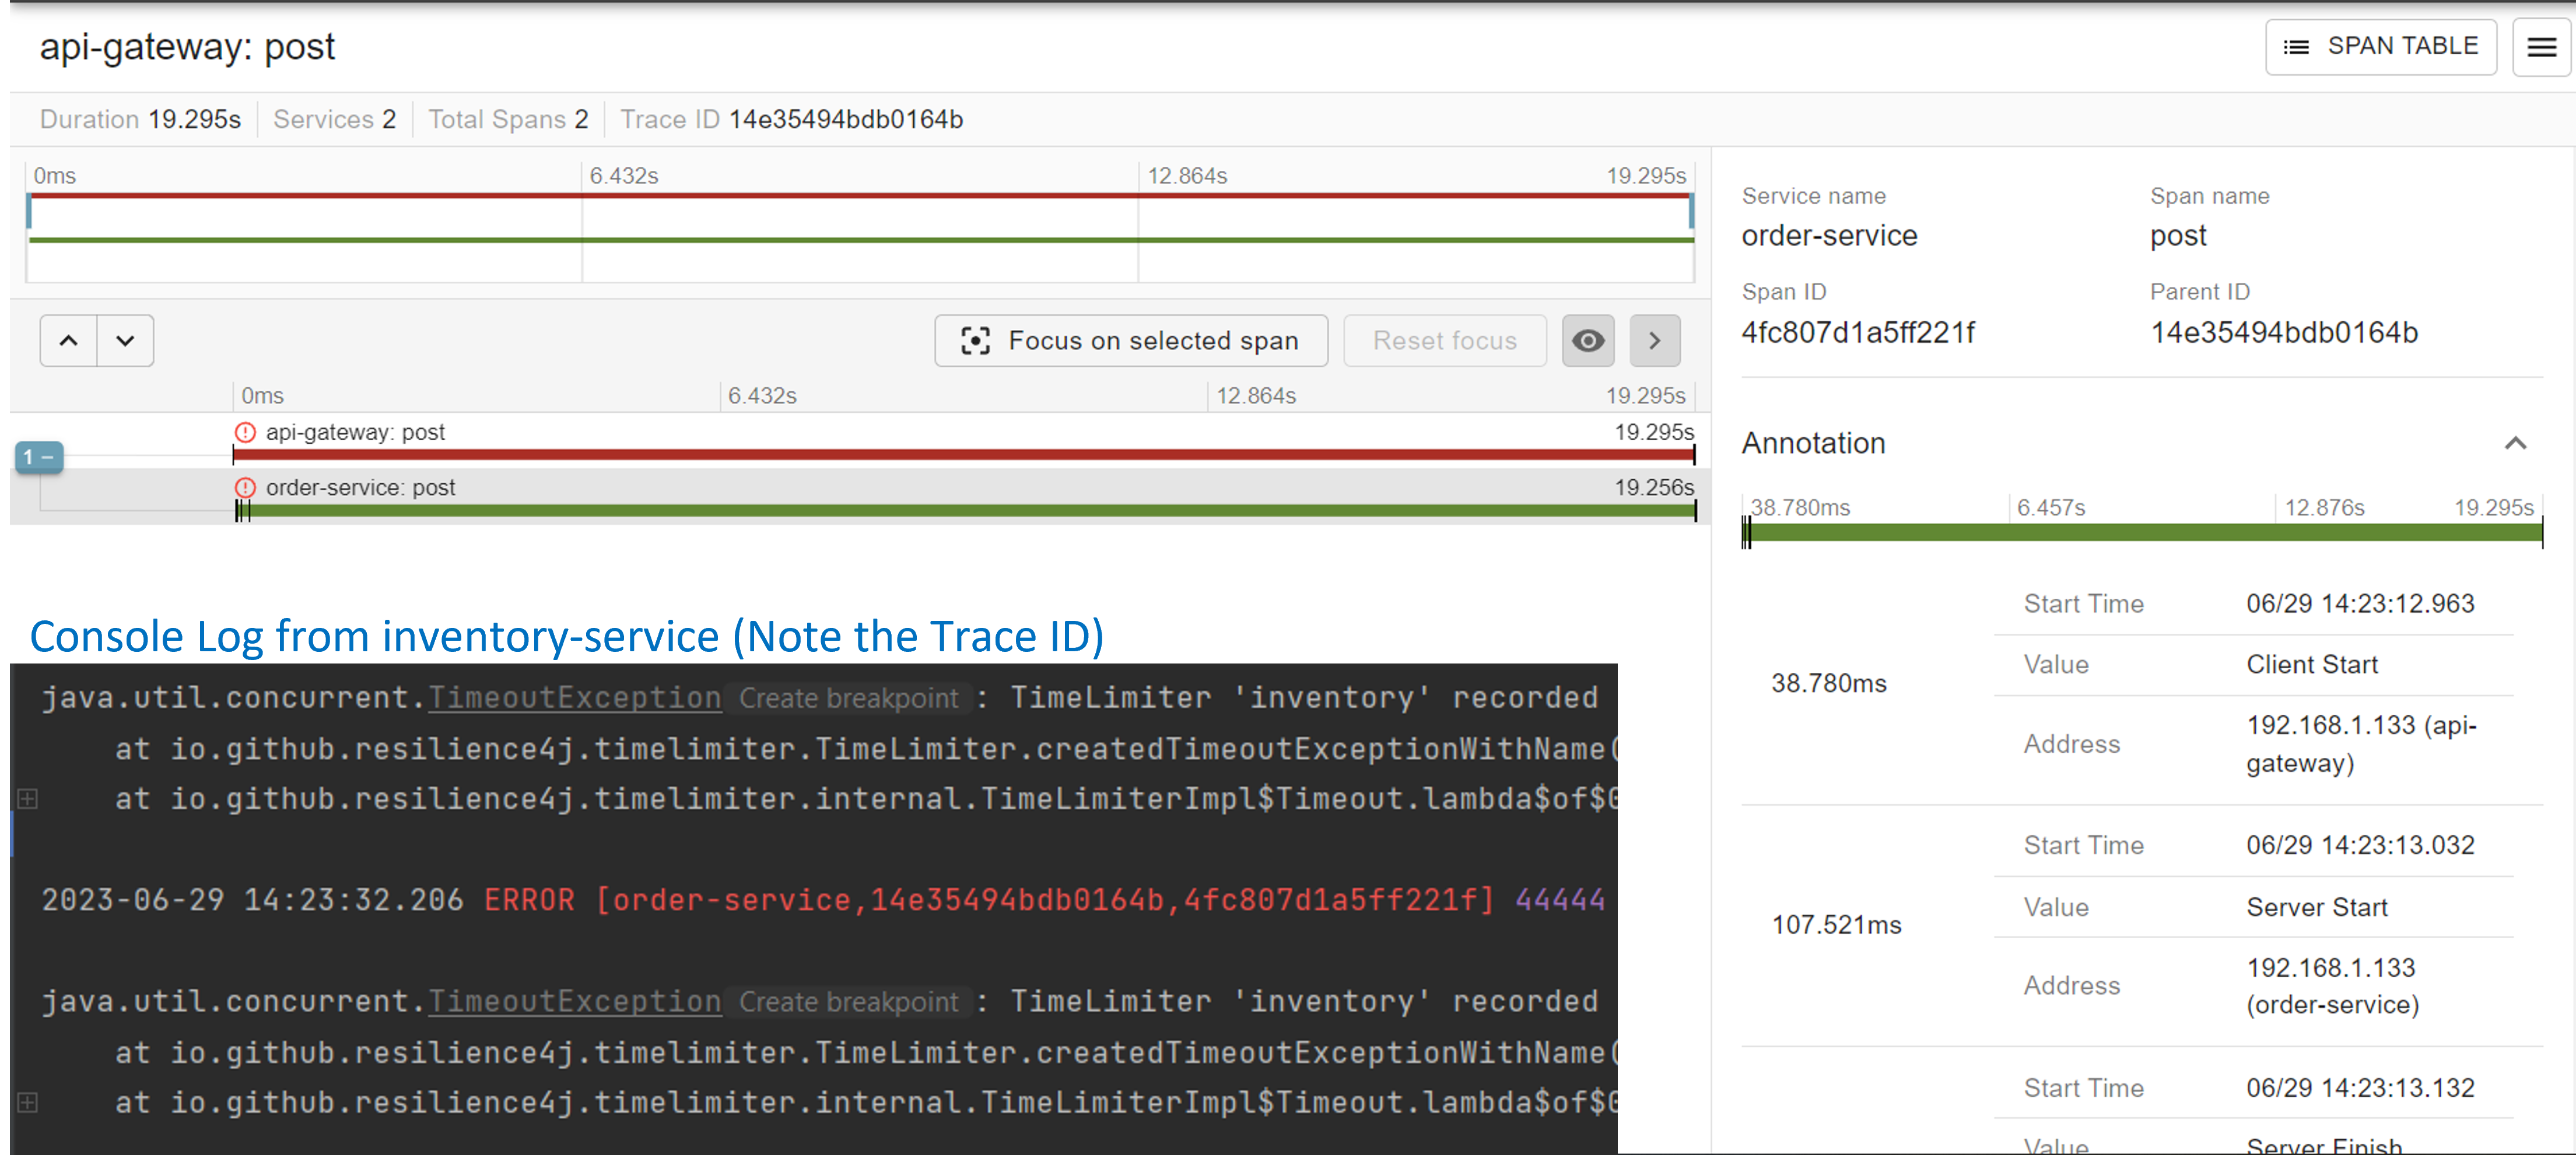 api-gateway: post
SPAN TABLE
Duration 19.295s Services 2 Total Spans 2 Trace ID 14e35494bdb0164b
0ms 6.432s 12.864s 19.295s
Focus on selected span Reset focus
0ms 6.432s 12.864s 19.295s
api-gateway: post 19.295s
1 −
order-service: post 19.256s
Service name Span name
order-service post
Span ID Parent ID
4fc807d1a5ff221f 14e35494bdb0164b
Annotation
38.780ms 6.457s 12.876s 19.295s
Start Time 06/29 14:23:12.963
38.780ms
Value Client Start
Address 192.168.1.133 (api-
gateway)
Start Time 06/29 14:23:13.032
107.521ms
Value Server Start
Address 192.168.1.133
(order-service)
Start Time 06/29 14:23:13.132
Value Server Finish
Console Log from inventory-service (Note the Trace ID)
java.util.concurrent.TimeoutException Create breakpoint : TimeLimiter 'inventory' recorded
at io.github.resilience4j.timelimiter.TimeLimiter.createdTimeoutExceptionWithName(
at io.github.resilience4j.timelimiter.internal.TimeLimiterImpl$Timeout.lambda$of$0
2023-06-29 14:23:32.206 ERROR [order-service,14e35494bdb0164b,4fc807d1a5ff221f] 44444
java.util.concurrent.TimeoutException Create breakpoint : TimeLimiter 'inventory' recorded
at io.github.resilience4j.timelimiter.TimeLimiter.createdTimeoutExceptionWithName(
at io.github.resilience4j.timelimiter.internal.TimeLimiterImpl$Timeout.lambda$of$0